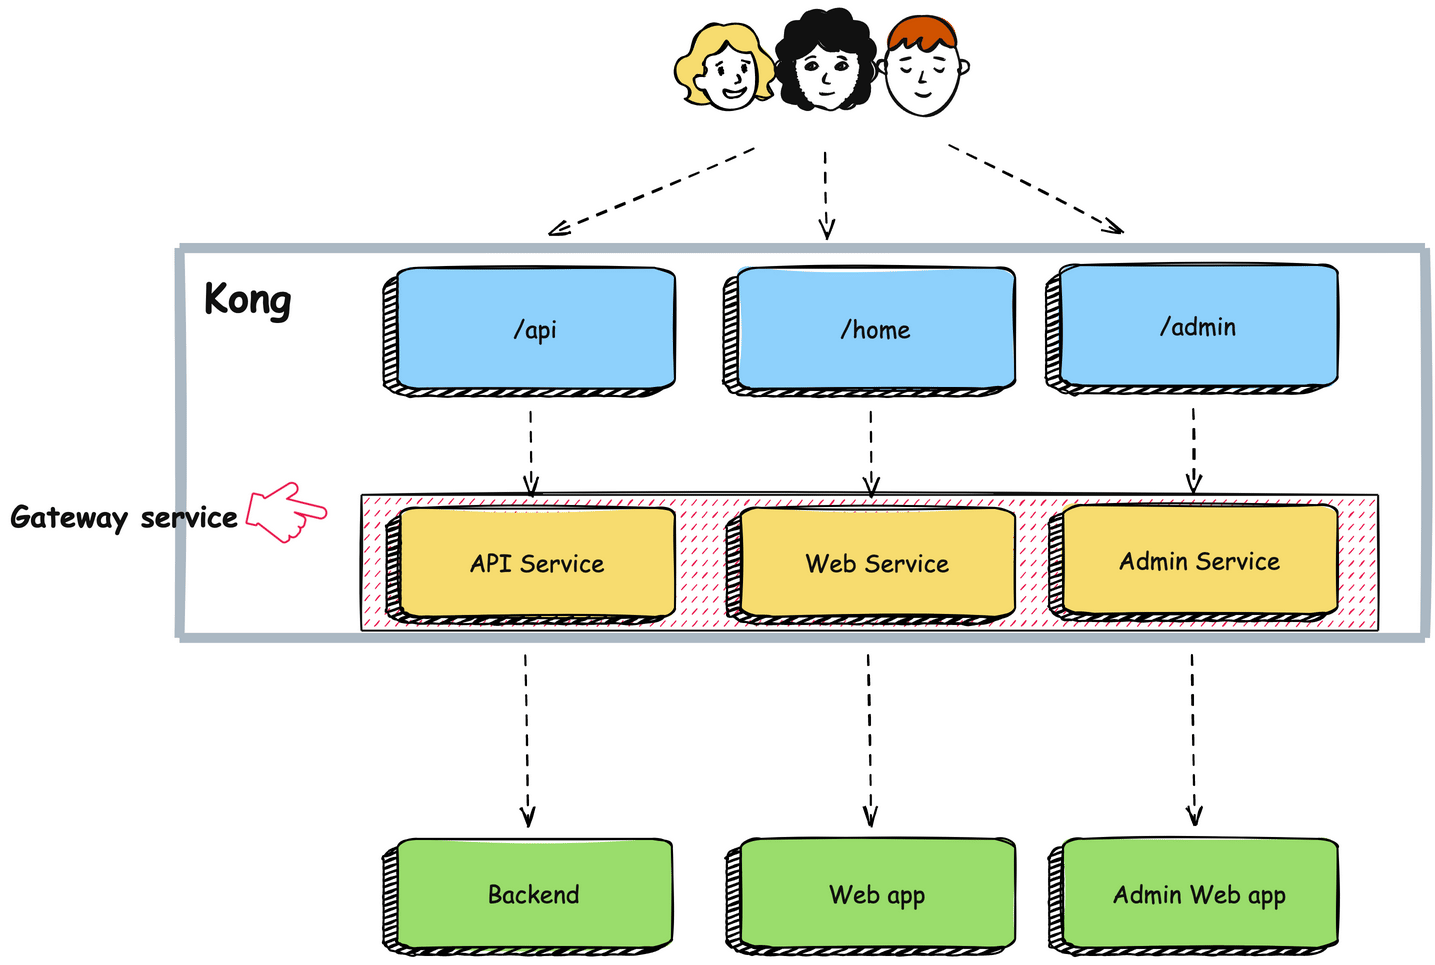 Kong
/api
/home
/admin
Gateway service
API Service
Web Service
Admin Service
Backend
Web app
Admin Web app